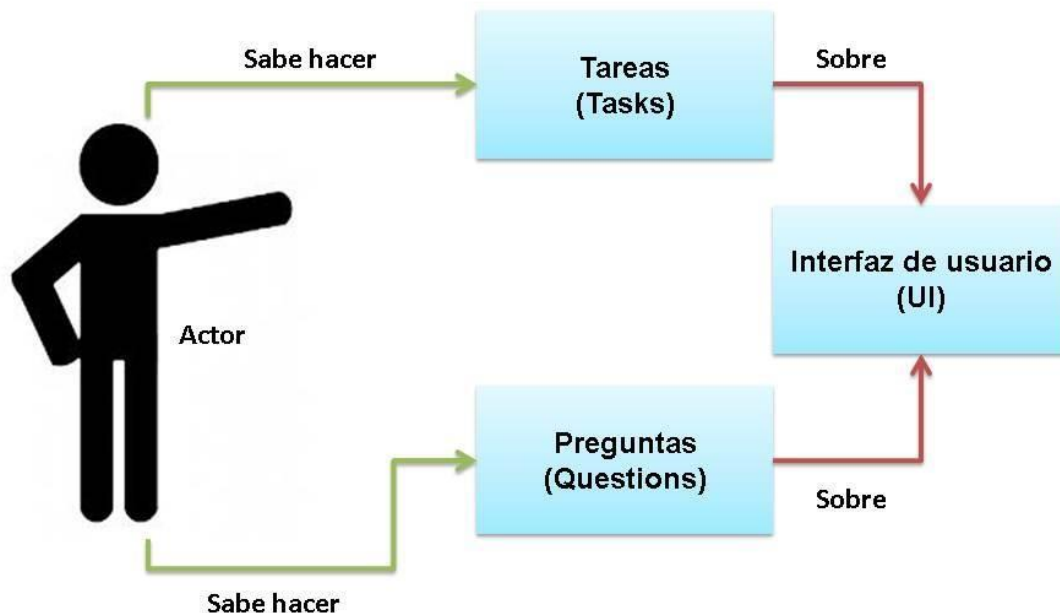 Sabe hacer
Tareas
(Tasks)
Sobre
Interfaz de usuario
(UI)
Actor
Preguntas
(Questions)
Sobre
Sabe hacer